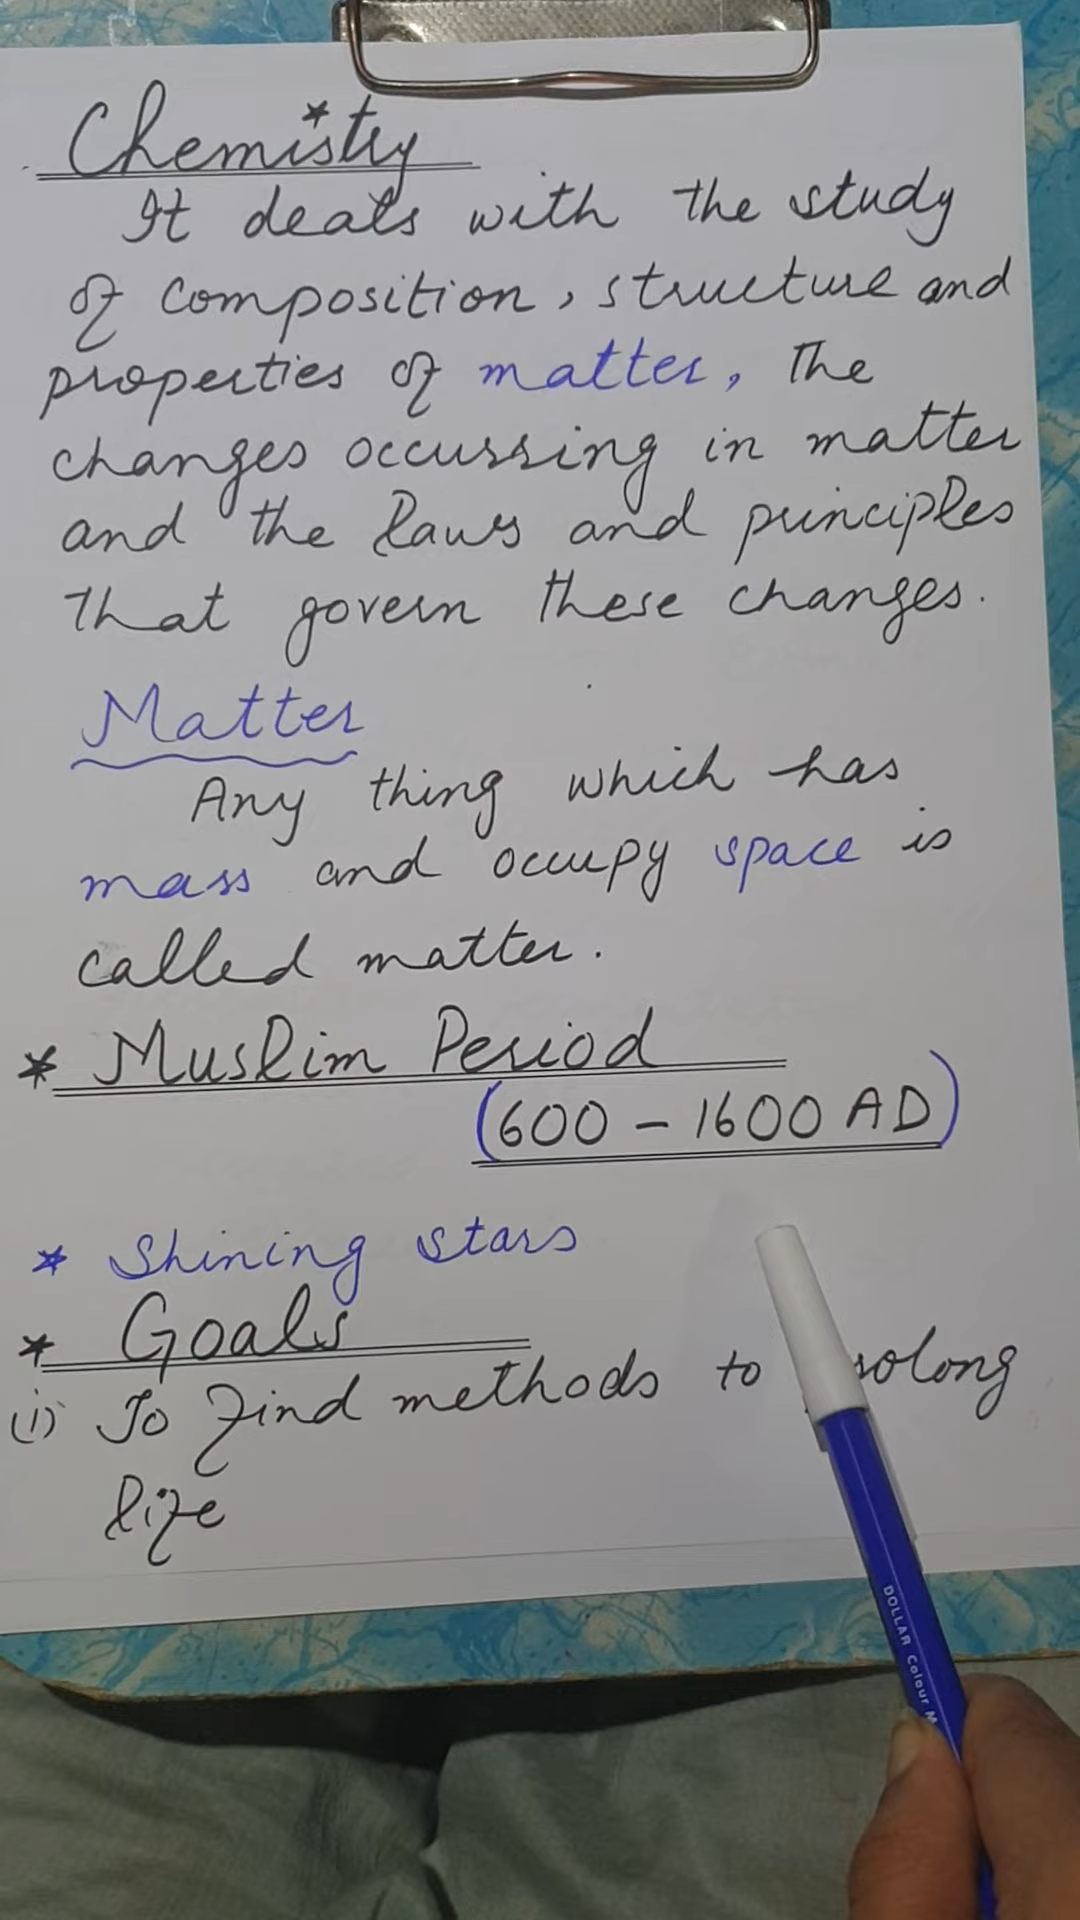 Chemistry
It deals with the study
of composition, structure and
properties of matter, the
changes occurring in matter
and the laws and principles
that govern these changes.
Matter
Any thing which has
mass and occupy space is
called matter.
* Muslim Period
(600 - 1600 AD)
* Shining stars
* Goals
(i) To find methods to
life
DOLLAR Colour